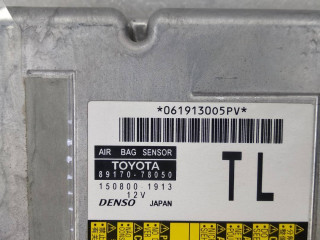 *061913005PV*
AIR BAG SENSOR
TOYOTA
89170-78050
TL
150800-1913
12V
DENSO JAPAN